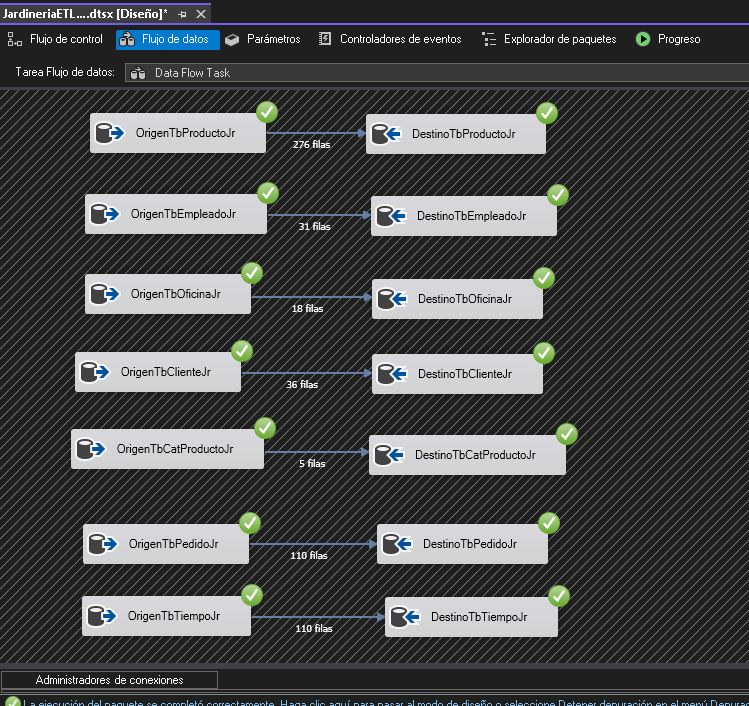 JardineriaETL....dtsx [Diseño]*
Flujo de control Flujo de datos Parámetros Controladores de eventos Explorador de paquetes Progreso
Tarea Flujo de datos: Data Flow Task
OrigenTbProductoJr DestinoTbProductoJr
276 filas
OrigenTbEmpleadoJr DestinoTbEmpleadoJr
31 filas
OrigenTbOficinaJr DestinoTbOficinaJr
18 filas
OrigenTbClienteJr DestinoTbClienteJr
36 filas
OrigenTbCatProductoJr DestinoTbCatProductoJr
5 filas
OrigenTbPedidoJr DestinoTbPedidoJr
110 filas
OrigenTbTiempoJr DestinoTbTiempoJr
110 filas
Administradores de conexiones
La ejecución del paquete se completó correctamente. Haga clic aquí para pasar al modo de diseño o seleccione Detener depuración en el menú Depurac